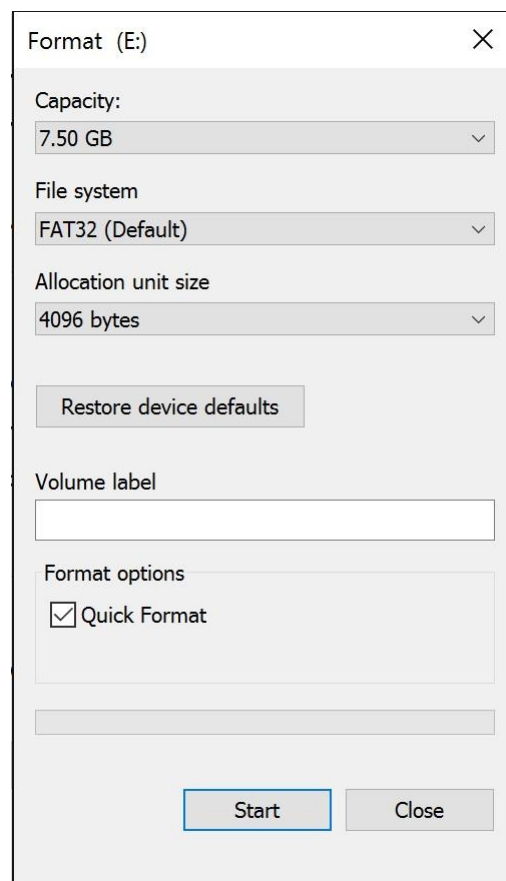 Format (E:)
Capacity:
7.50 GB
File system
FAT32 (Default)
Allocation unit size
4096 bytes
Restore device defaults
Volume label
Format options
Quick Format
Start
Close